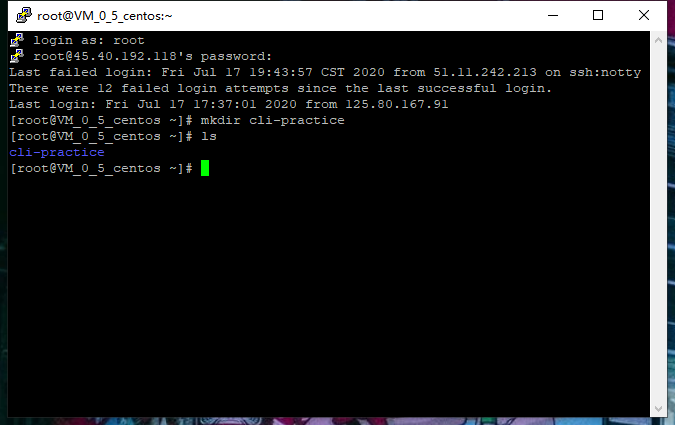 root@VM_0_5_centos:~
login as: root
root@45.40.192.118's password:
Last failed login: Fri Jul 17 19:43:57 CST 2020 from 51.11.242.213 on ssh:notty
There were 12 failed login attempts since the last successful login.
Last login: Fri Jul 17 17:37:01 2020 from 125.80.167.91
[root@VM_0_5_centos ~]# mkdir cli-practice
[root@VM_0_5_centos ~]# ls
cli-practice
[root@VM_0_5_centos ~]#